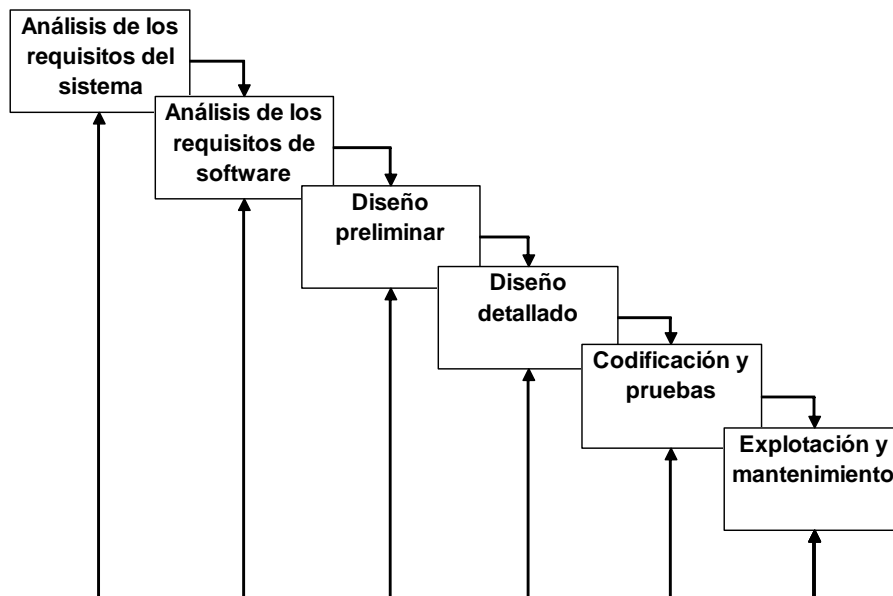 Análisis de los
requisitos del
sistema
Análisis de los
requisitos de
software
Diseño
preliminar
Diseño
detallado
Codificación y
pruebas
Explotación y
mantenimiento